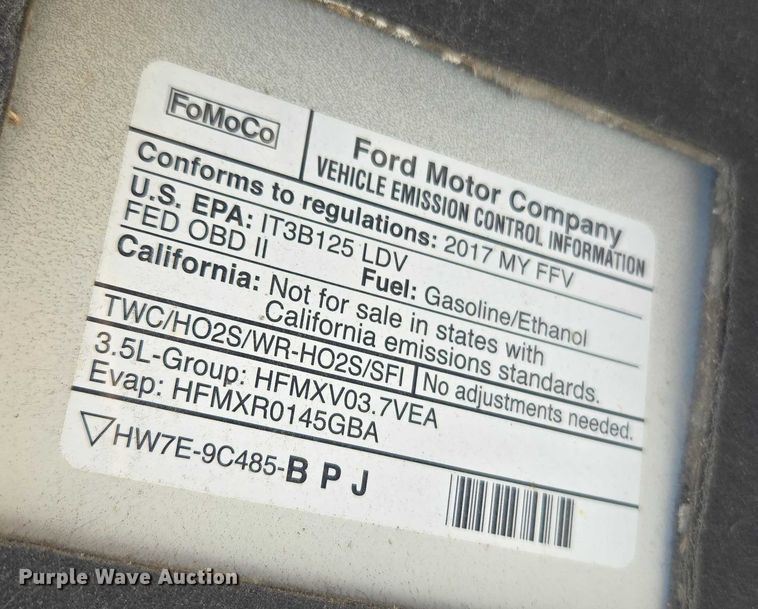 FoMoCo
Ford Motor Company
VEHICLE EMISSION CONTROL INFORMATION
Conforms to regulations: 2017 MY FFV
U.S. EPA: IT3B125 LDV
FED OBD II
Fuel: Gasoline/Ethanol
California: Not for sale in states with
California emissions standards.
TWC/HO2S/WR-HO2S/SFI
No adjustments needed.
3.5L-Group: HFMXV03.7VEA
Evap: HFMXR0145GBA
HW7E-9C485-B P J
Purple Wave Auction